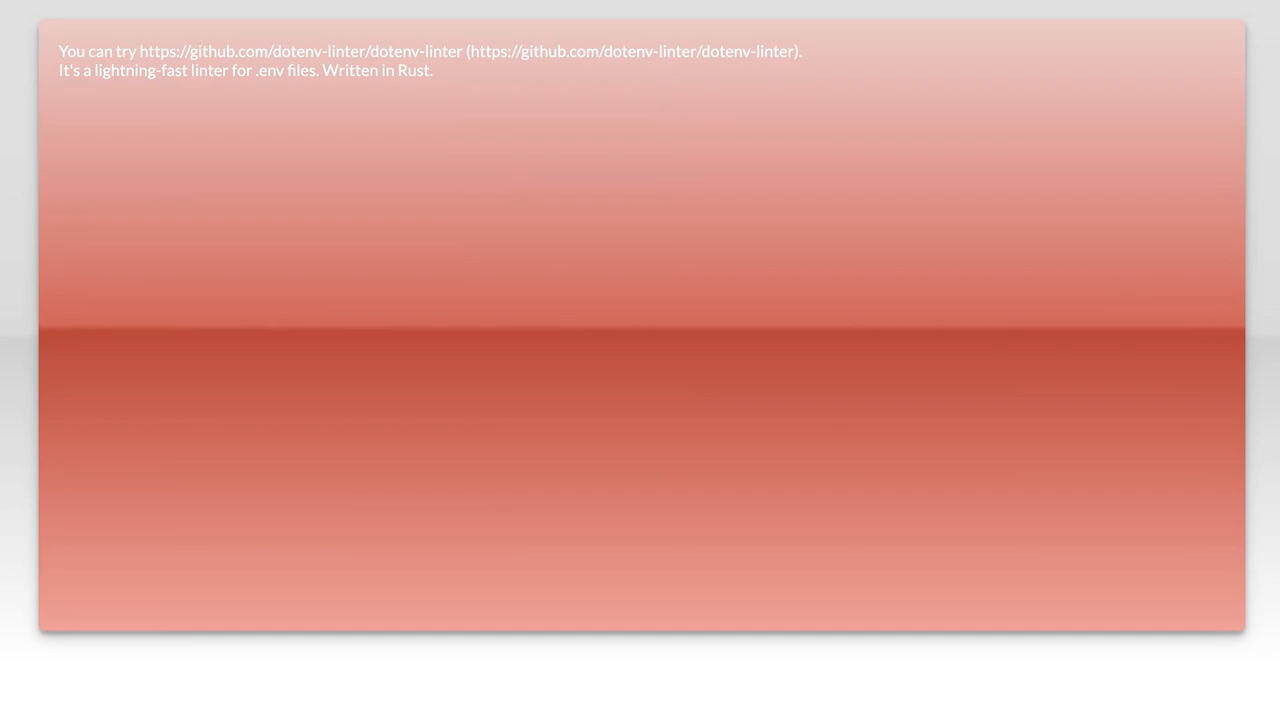 You can try https://github.com/dotenv-linter/dotenv-linter (https://github.com/dotenv-linter/dotenv-linter).
It's a lightning-fast linter for .env files. Written in Rust.